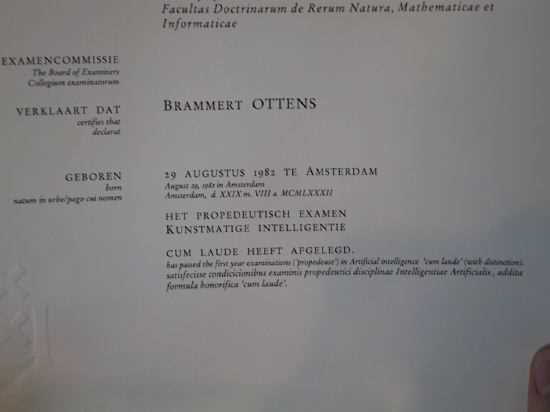 Facultas Doctrinarum de Rerum Natura, Mathematicae et
Informaticae
EXAMENCOMMISSIE
The Board of Examiners
Collegium examinatorum
VERKLAART DAT
certifies that
declarat
BRAMMERT OTTENS
GEBOREN
born
natum in urbe/pago cui nomen
29 AUGUSTUS 1982 TE AMSTERDAM
August 29, 1982 in Amsterdam
Amsterdam, d. XXIX m. VIII a. MCMLXXXII
HET PROPEDEUTISCH EXAMEN
KUNSTMATIGE INTELLIGENTIE
CUM LAUDE HEEFT AFGELEGD.
has passed the first year examinations ('propedeuse') in Artificial intelligence 'cum laude' (with distinction).
satisfecisse condicionibus examinis propedeutici disciplinae Intelligentiae Artificialis, addita
formula honorifica 'cum laude'.